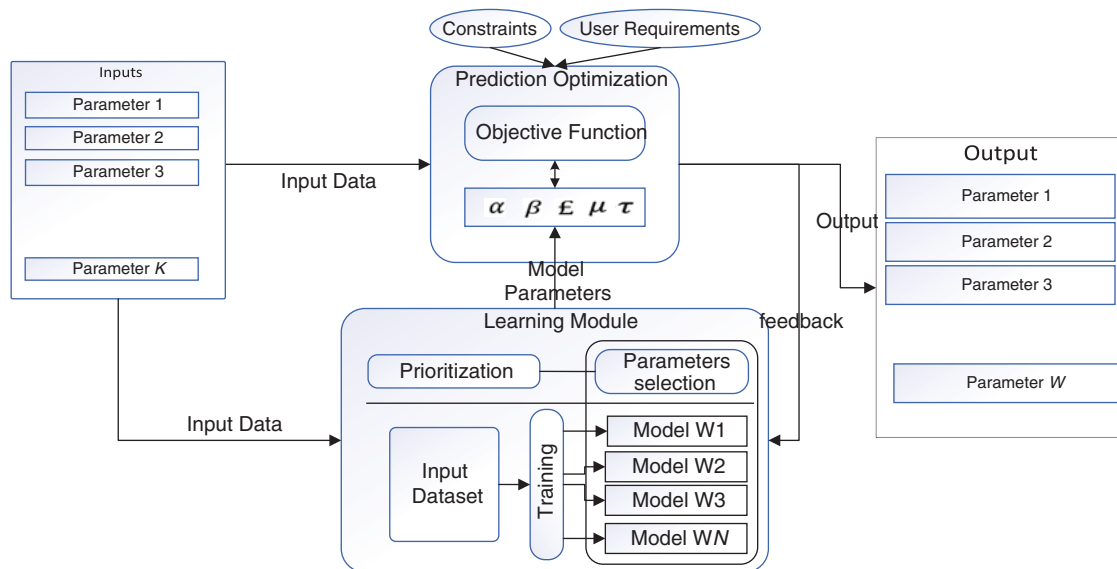 Constraints
User Requirements
Inputs
Parameter 1
Parameter 2
Parameter 3
Parameter K
Input Data
Prediction Optimization
Objective Function
α β £ μ τ
Model
Parameters
Output
Output
Parameter 1
Parameter 2
Parameter 3
Parameter W
feedback
Input Data
Learning Module
Prioritization
Parameters
selection
Input
Dataset
Training
Model W1
Model W2
Model W3
Model WN